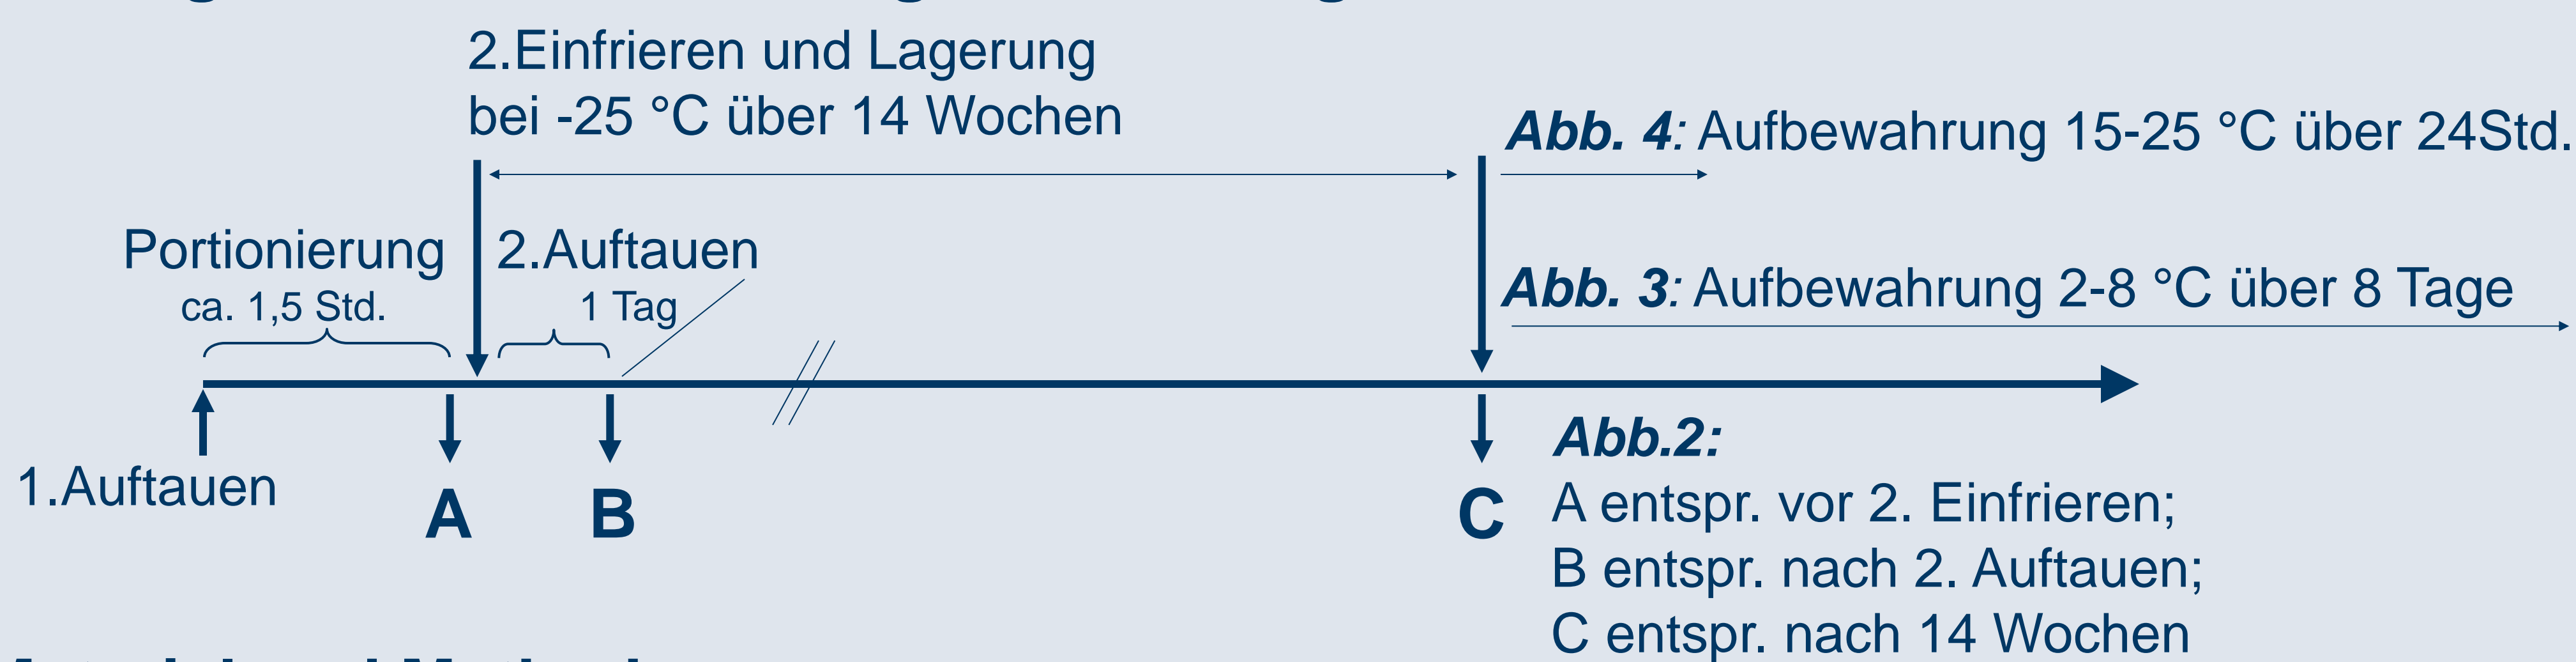 2.Einfrieren und Lagerung
bei -25 °C über 14 Wochen
Abb. 4: Aufbewahrung 15-25 °C über 24Std.
Portionierung
ca. 1,5 Std.
2.Auftauen
1 Tag
Abb. 3: Aufbewahrung 2-8 °C über 8 Tage
1.Auftauen
A
B
C
Abb.2:
A entspr. vor 2. Einfrieren;
B entspr. nach 2. Auftauen;
C entspr. nach 14 Wochen